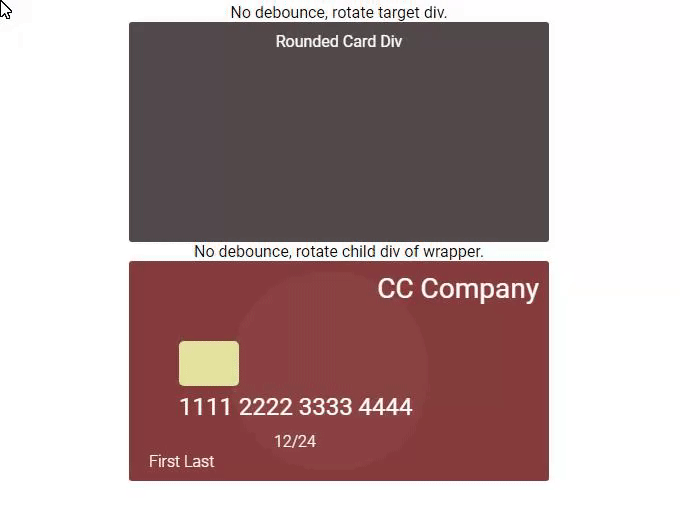 No debounce, rotate target div.
Rounded Card Div
No debounce, rotate child div of wrapper.
CC Company
1111 2222 3333 4444
12/24
First Last